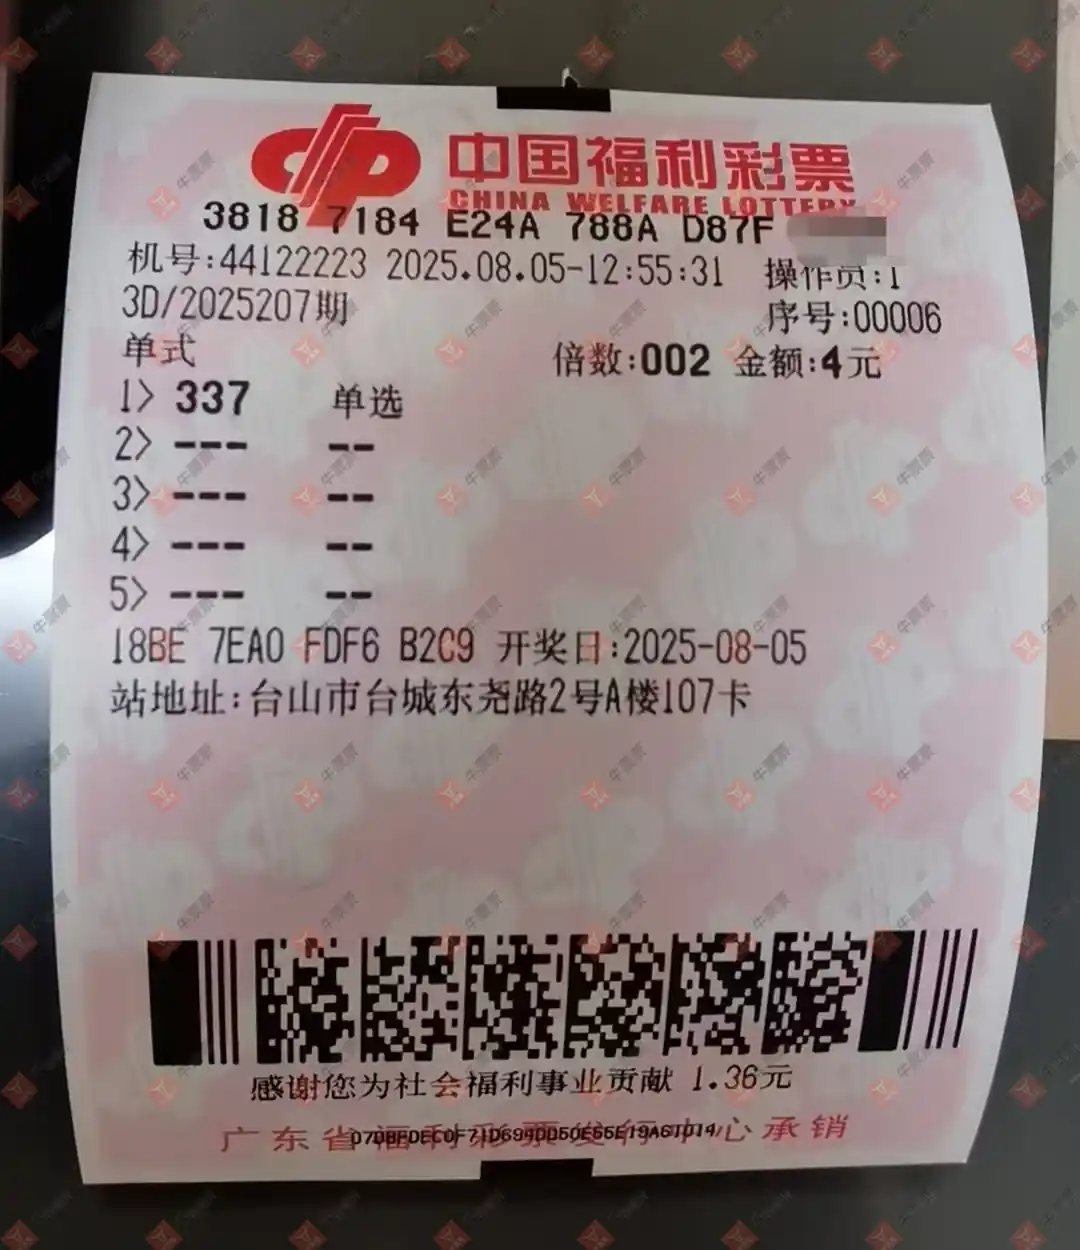 中国福利彩票
CHINA WELFARE LOTTERY
3818 7184 E24A 788A D87F
机号:44122223 2025.08.05-12:55:31 操作员:1
3D/2025207期 序号:00006
单式 倍数:002 金额:4元
1> 337 单选
2> --- --
3> --- --
4> --- --
5> --- --
18BE 7EA0 FDF6 B2C9 开奖日:2025-08-05
站地址:台山市台城东尧路2号A楼107卡
感谢您为社会福利事业贡献 1.36元
广东省福利彩票发行中心承销
牛票票